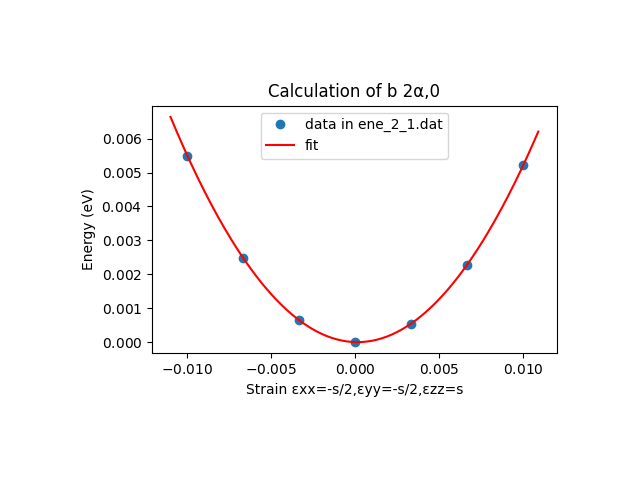 Calculation of b 2α,0
data in ene_2_1.dat
fit
Energy (eV)
0.006
0.005
0.004
0.003
0.002
0.001
0.000
−0.010 −0.005 0.000 0.005 0.010
Strain εxx=-s/2,εyy=-s/2,εzz=s